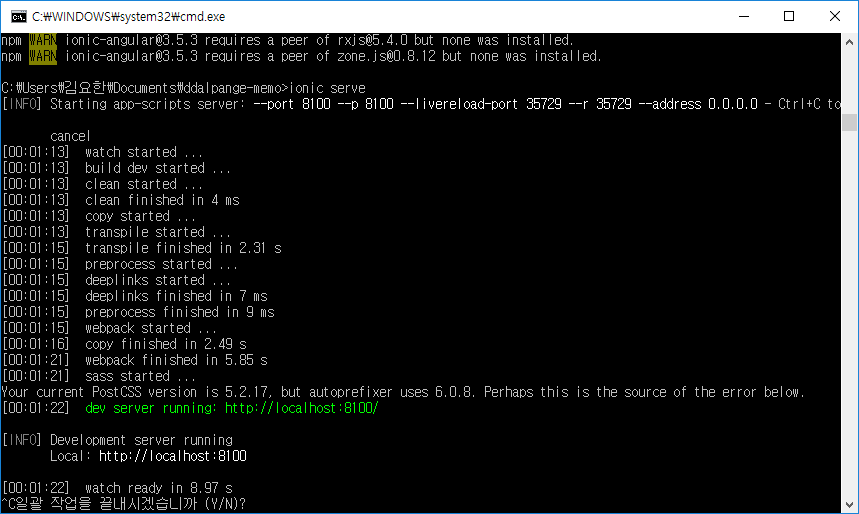 C:₩WINDOWS₩system32₩cmd.exe
npm WARN ionic-angular@3.5.3 requires a peer of rxjs@5.4.0 but none was installed.
npm WARN ionic-angular@3.5.3 requires a peer of zone.js@0.8.12 but none was installed.
C:₩Users₩김요한₩Documents₩ddalpange-memo>ionic serve
[INFO] Starting app-scripts server: --port 8100 --p 8100 --livereload-port 35729 --r 35729 --address 0.0.0.0 - Ctrl+C to
cancel
[00:01:13]  watch started ...
[00:01:13]  build dev started ...
[00:01:13]  clean started ...
[00:01:13]  clean finished in 4 ms
[00:01:13]  copy started ...
[00:01:13]  transpile started ...
[00:01:15]  transpile finished in 2.31 s
[00:01:15]  preprocess started ...
[00:01:15]  deeplinks started ...
[00:01:15]  deeplinks finished in 7 ms
[00:01:15]  preprocess finished in 9 ms
[00:01:15]  webpack started ...
[00:01:16]  copy finished in 2.49 s
[00:01:21]  webpack finished in 5.85 s
[00:01:21]  sass started ...
Your current PostCSS version is 5.2.17, but autoprefixer uses 6.0.8. Perhaps this is the source of the error below.
[00:01:22]  dev server running: http://localhost:8100/
[INFO] Development server running
Local: http://localhost:8100
[00:01:22]  watch ready in 8.97 s
^C일괄 작업을 끝내시겠습니까 (Y/N)?